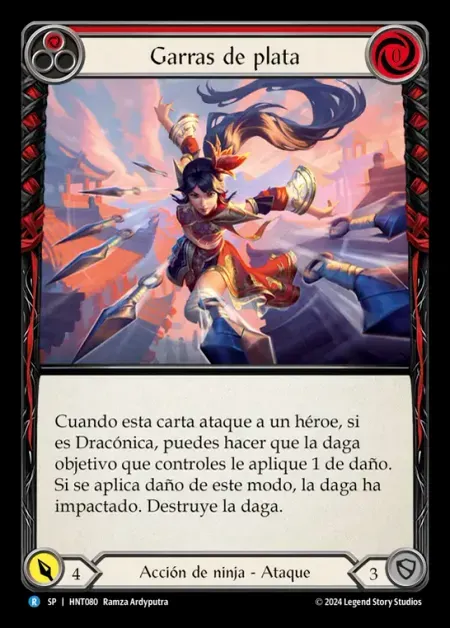 Garras de plata
0
Cuando esta carta ataque a un héroe, si
es Dracónica, puedes hacer que la daga
objetivo que controles le aplique 1 de daño.
Si se aplica daño de este modo, la daga ha
impactado. Destruye la daga.
4
Acción de ninja - Ataque
3
R SP | HNT080 Ramza Ardyputra
© 2024 Legend Story Studios